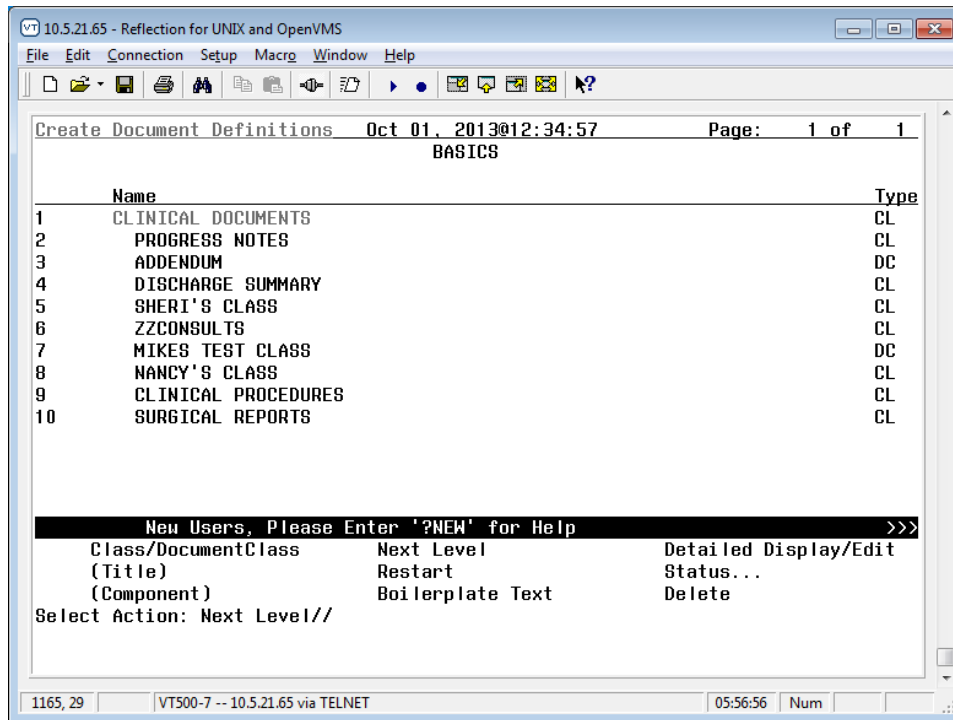 VT 10.5.21.65 - Reflection for UNIX and OpenVMS
File Edit Connection Setup Macro Window Help
Create Document Definitions Oct 01, 2013@12:34:57 Page: 1 of 1
BASICS
Name Type
1 CLINICAL DOCUMENTS CL
2 PROGRESS NOTES CL
3 ADDENDUM DC
4 DISCHARGE SUMMARY CL
5 SHERI'S CLASS CL
6 ZZCONSULTS CL
7 MIKES TEST CLASS DC
8 NANCY'S CLASS CL
9 CLINICAL PROCEDURES CL
10 SURGICAL REPORTS CL
New Users, Please Enter '?NEW' for Help >>>
Class/DocumentClass Next Level Detailed Display/Edit
(Title) Restart Status...
(Component) Boilerplate Text Delete
Select Action: Next Level//
1165, 29 VT500-7 -- 10.5.21.65 via TELNET 05:56:56 Num